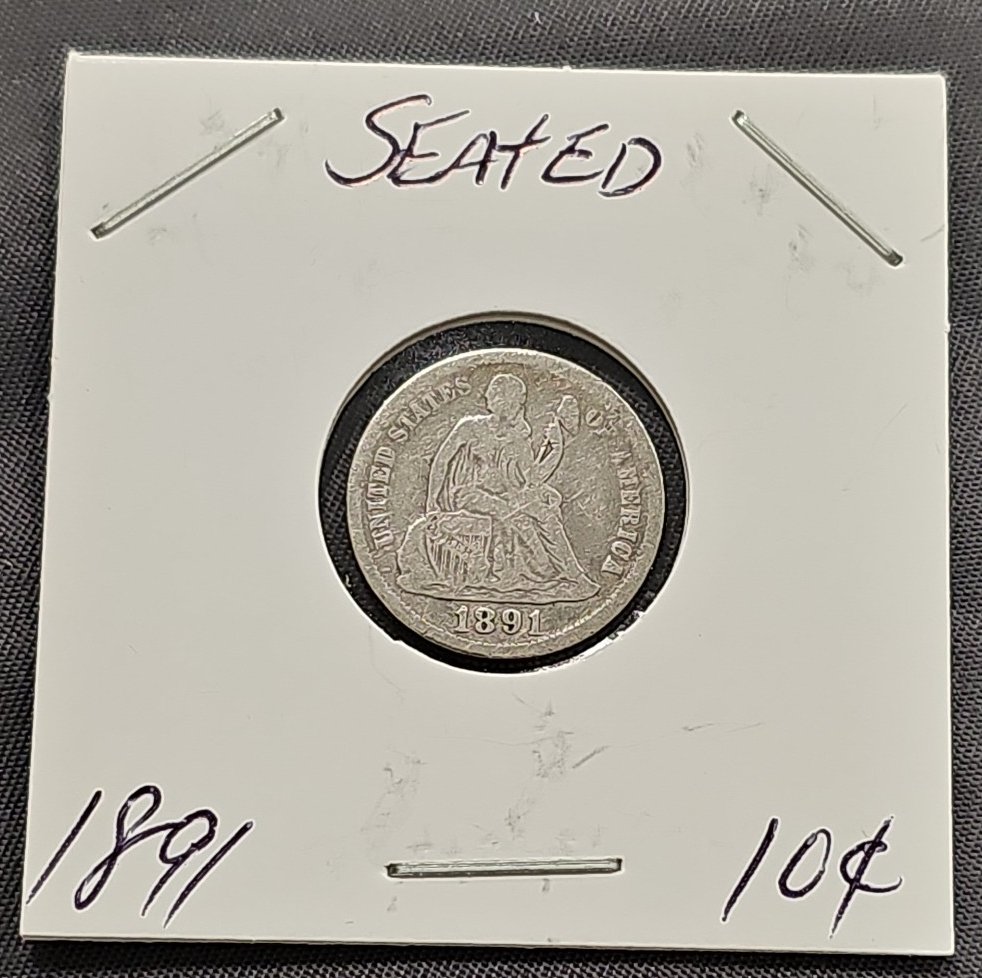 SEATED
UNITED STATES OF AMERICA
1891
1891 10¢